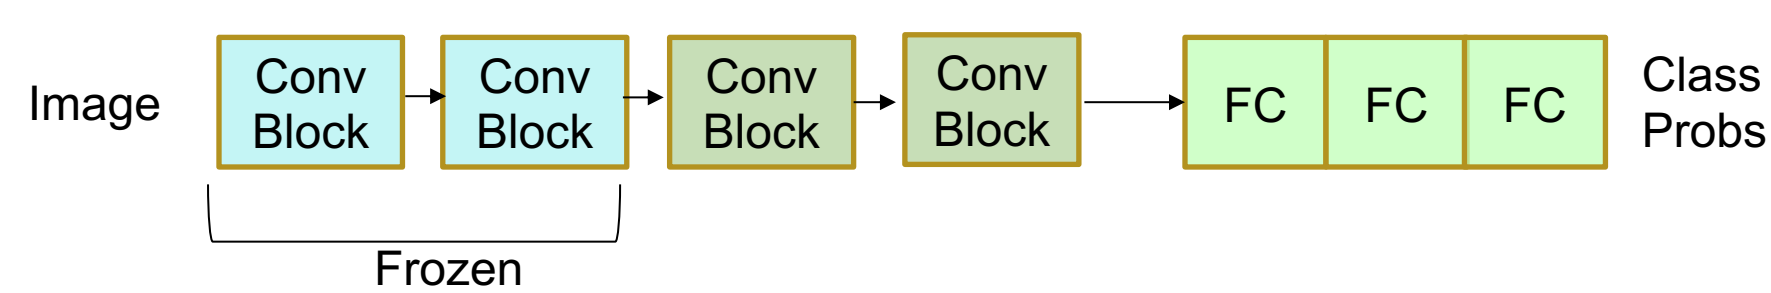 Image
Conv
Block
Conv
Block
Conv
Block
Conv
Block
FC
FC
FC
Class
Probs
Frozen